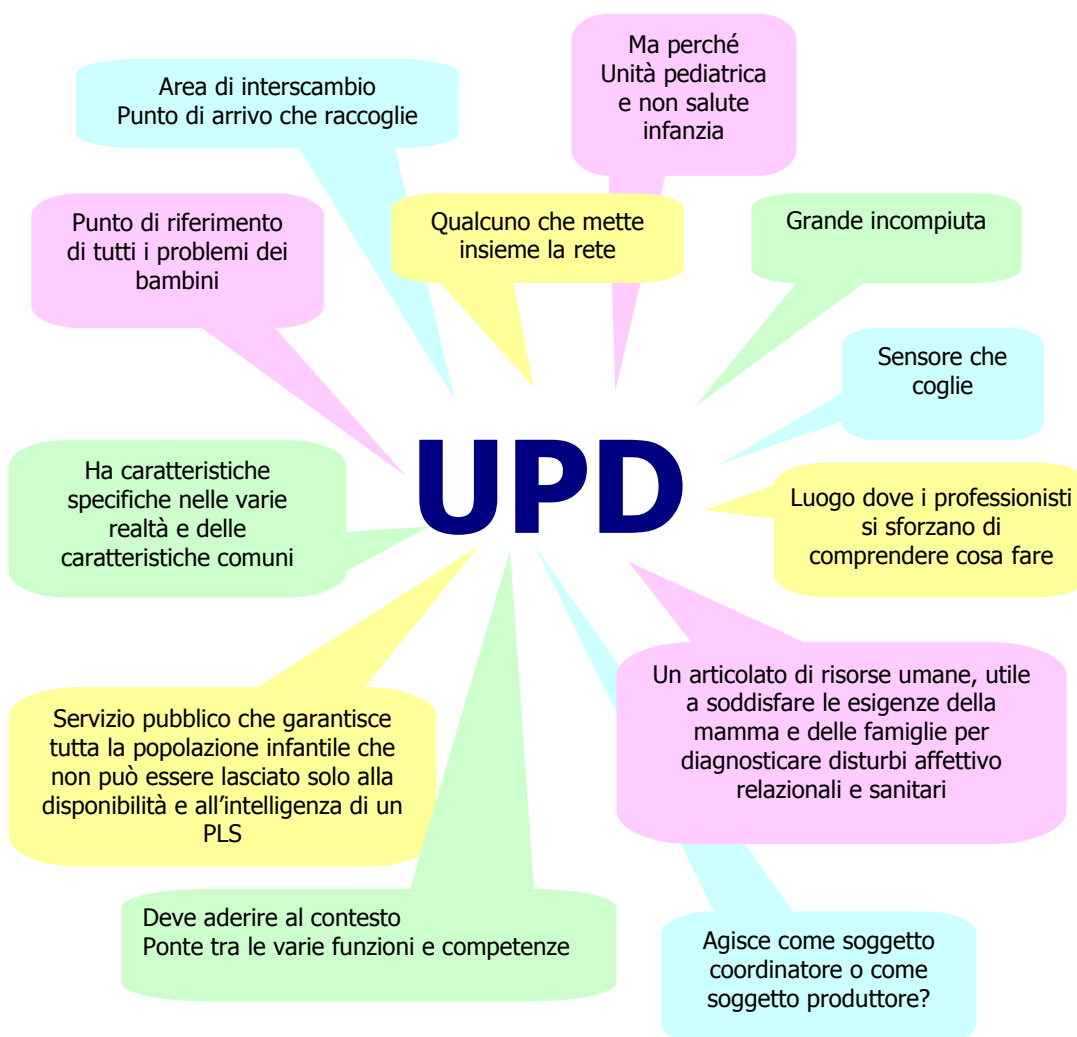 Ma perché
Unità pediatrica
e non salute
infanzia
Area di interscambio
Punto di arrivo che raccoglie
Punto di riferimento
di tutti i problemi dei
bambini
Qualcuno che mette
insieme la rete
Grande incompiuta
Sensore che
coglie
UPD
Ha caratteristiche
specifiche nelle varie
realtà e delle
caratteristiche comuni
Luogo dove i professionisti
si sforzano di
comprendere cosa fare
Un articolato di risorse umane, utile
a soddisfare le esigenze della
mamma e delle famiglie per
diagnosticare disturbi affettivo
relazionali e sanitari
Servizio pubblico che garantisce
tutta la popolazione infantile che
non può essere lasciato solo alla
disponibilità e all’intelligenza di un
PLS
Deve aderire al contesto
Ponte tra le varie funzioni e competenze
Agisce come soggetto
coordinatore o come
soggetto produttore?